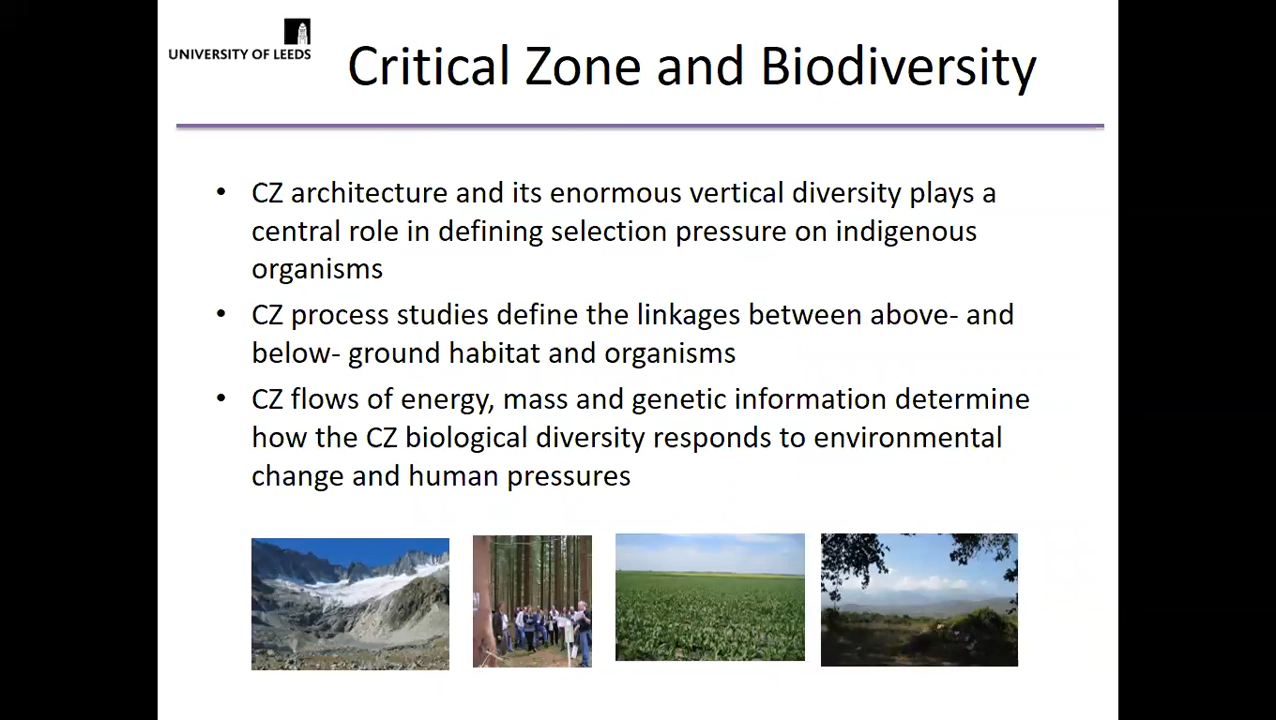 UNIVERSITY OF LEEDS
Critical Zone and Biodiversity
• CZ architecture and its enormous vertical diversity plays a
central role in defining selection pressure on indigenous
organisms
• CZ process studies define the linkages between above- and
below- ground habitat and organisms
• CZ flows of energy, mass and genetic information determine
how the CZ biological diversity responds to environmental
change and human pressures